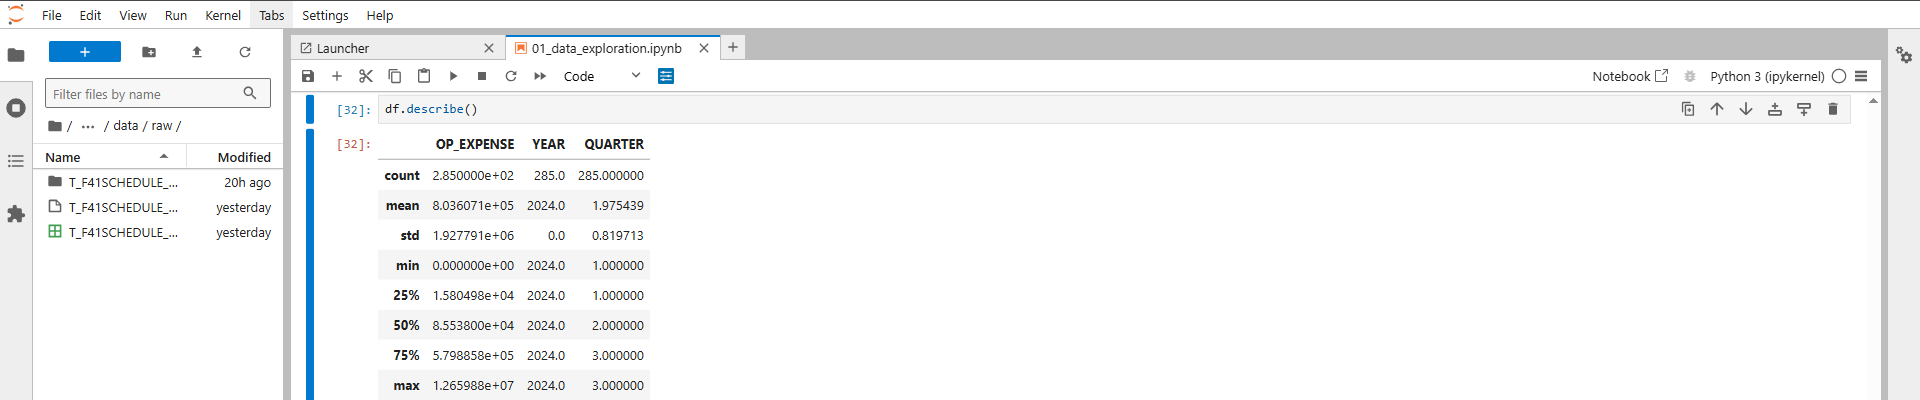 File Edit View Run Kernel Tabs Settings Help
Filter files by name
/ ... / data / raw /
Name Modified
T_F41SCHEDULE_... 20h ago
T_F41SCHEDULE_... yesterday
T_F41SCHEDULE_... yesterday
Launcher 01_data_exploration.ipynb
Code Notebook Python 3 (ipykernel)
[32]: df.describe()
[32]: OP_EXPENSE YEAR QUARTER
count 2.850000e+02 285.0 285.000000
mean 8.036071e+05 2024.0 1.975439
std 1.927791e+06 0.0 0.819713
min 0.000000e+00 2024.0 1.000000
25% 1.580498e+04 2024.0 1.000000
50% 8.553800e+04 2024.0 2.000000
75% 5.798858e+05 2024.0 3.000000
max 1.265988e+07 2024.0 3.000000